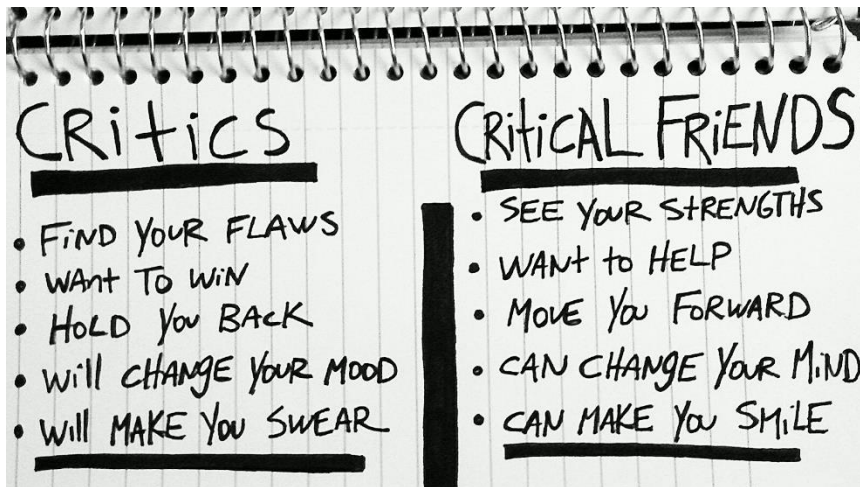 CRitiCS
• FiND YOUR FLAWS
• WAnt To WiN
• HOLD You BACK
• Will CHANGE YOUR MOOD
• Will MAKE You SWEAR
CRitiCAL FRiENDS
• SEE YOUR StRENGTHS
• WANt to HELP
• MOVE You FORWARD
• CAN CHANGE YOUR MiND
• CAN MAKE You SMiLE